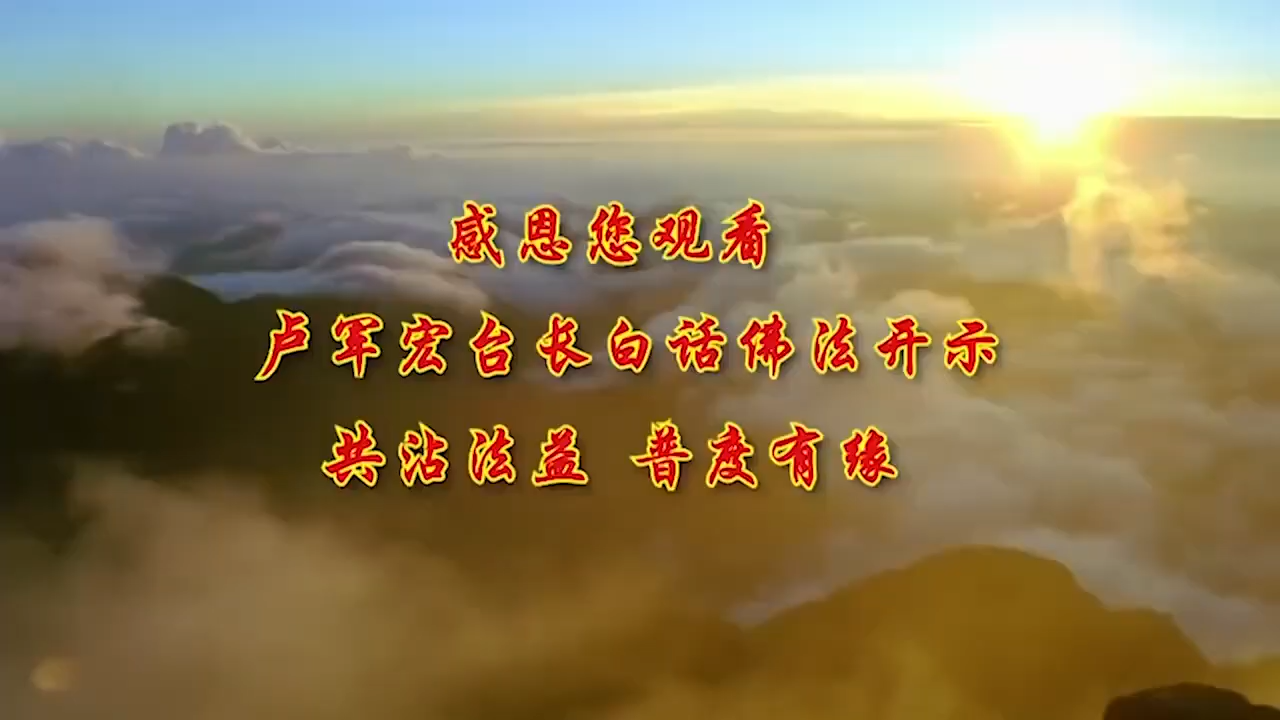 感恩您观看
卢军宏台长白话佛法开示
共沾法益 普度有缘